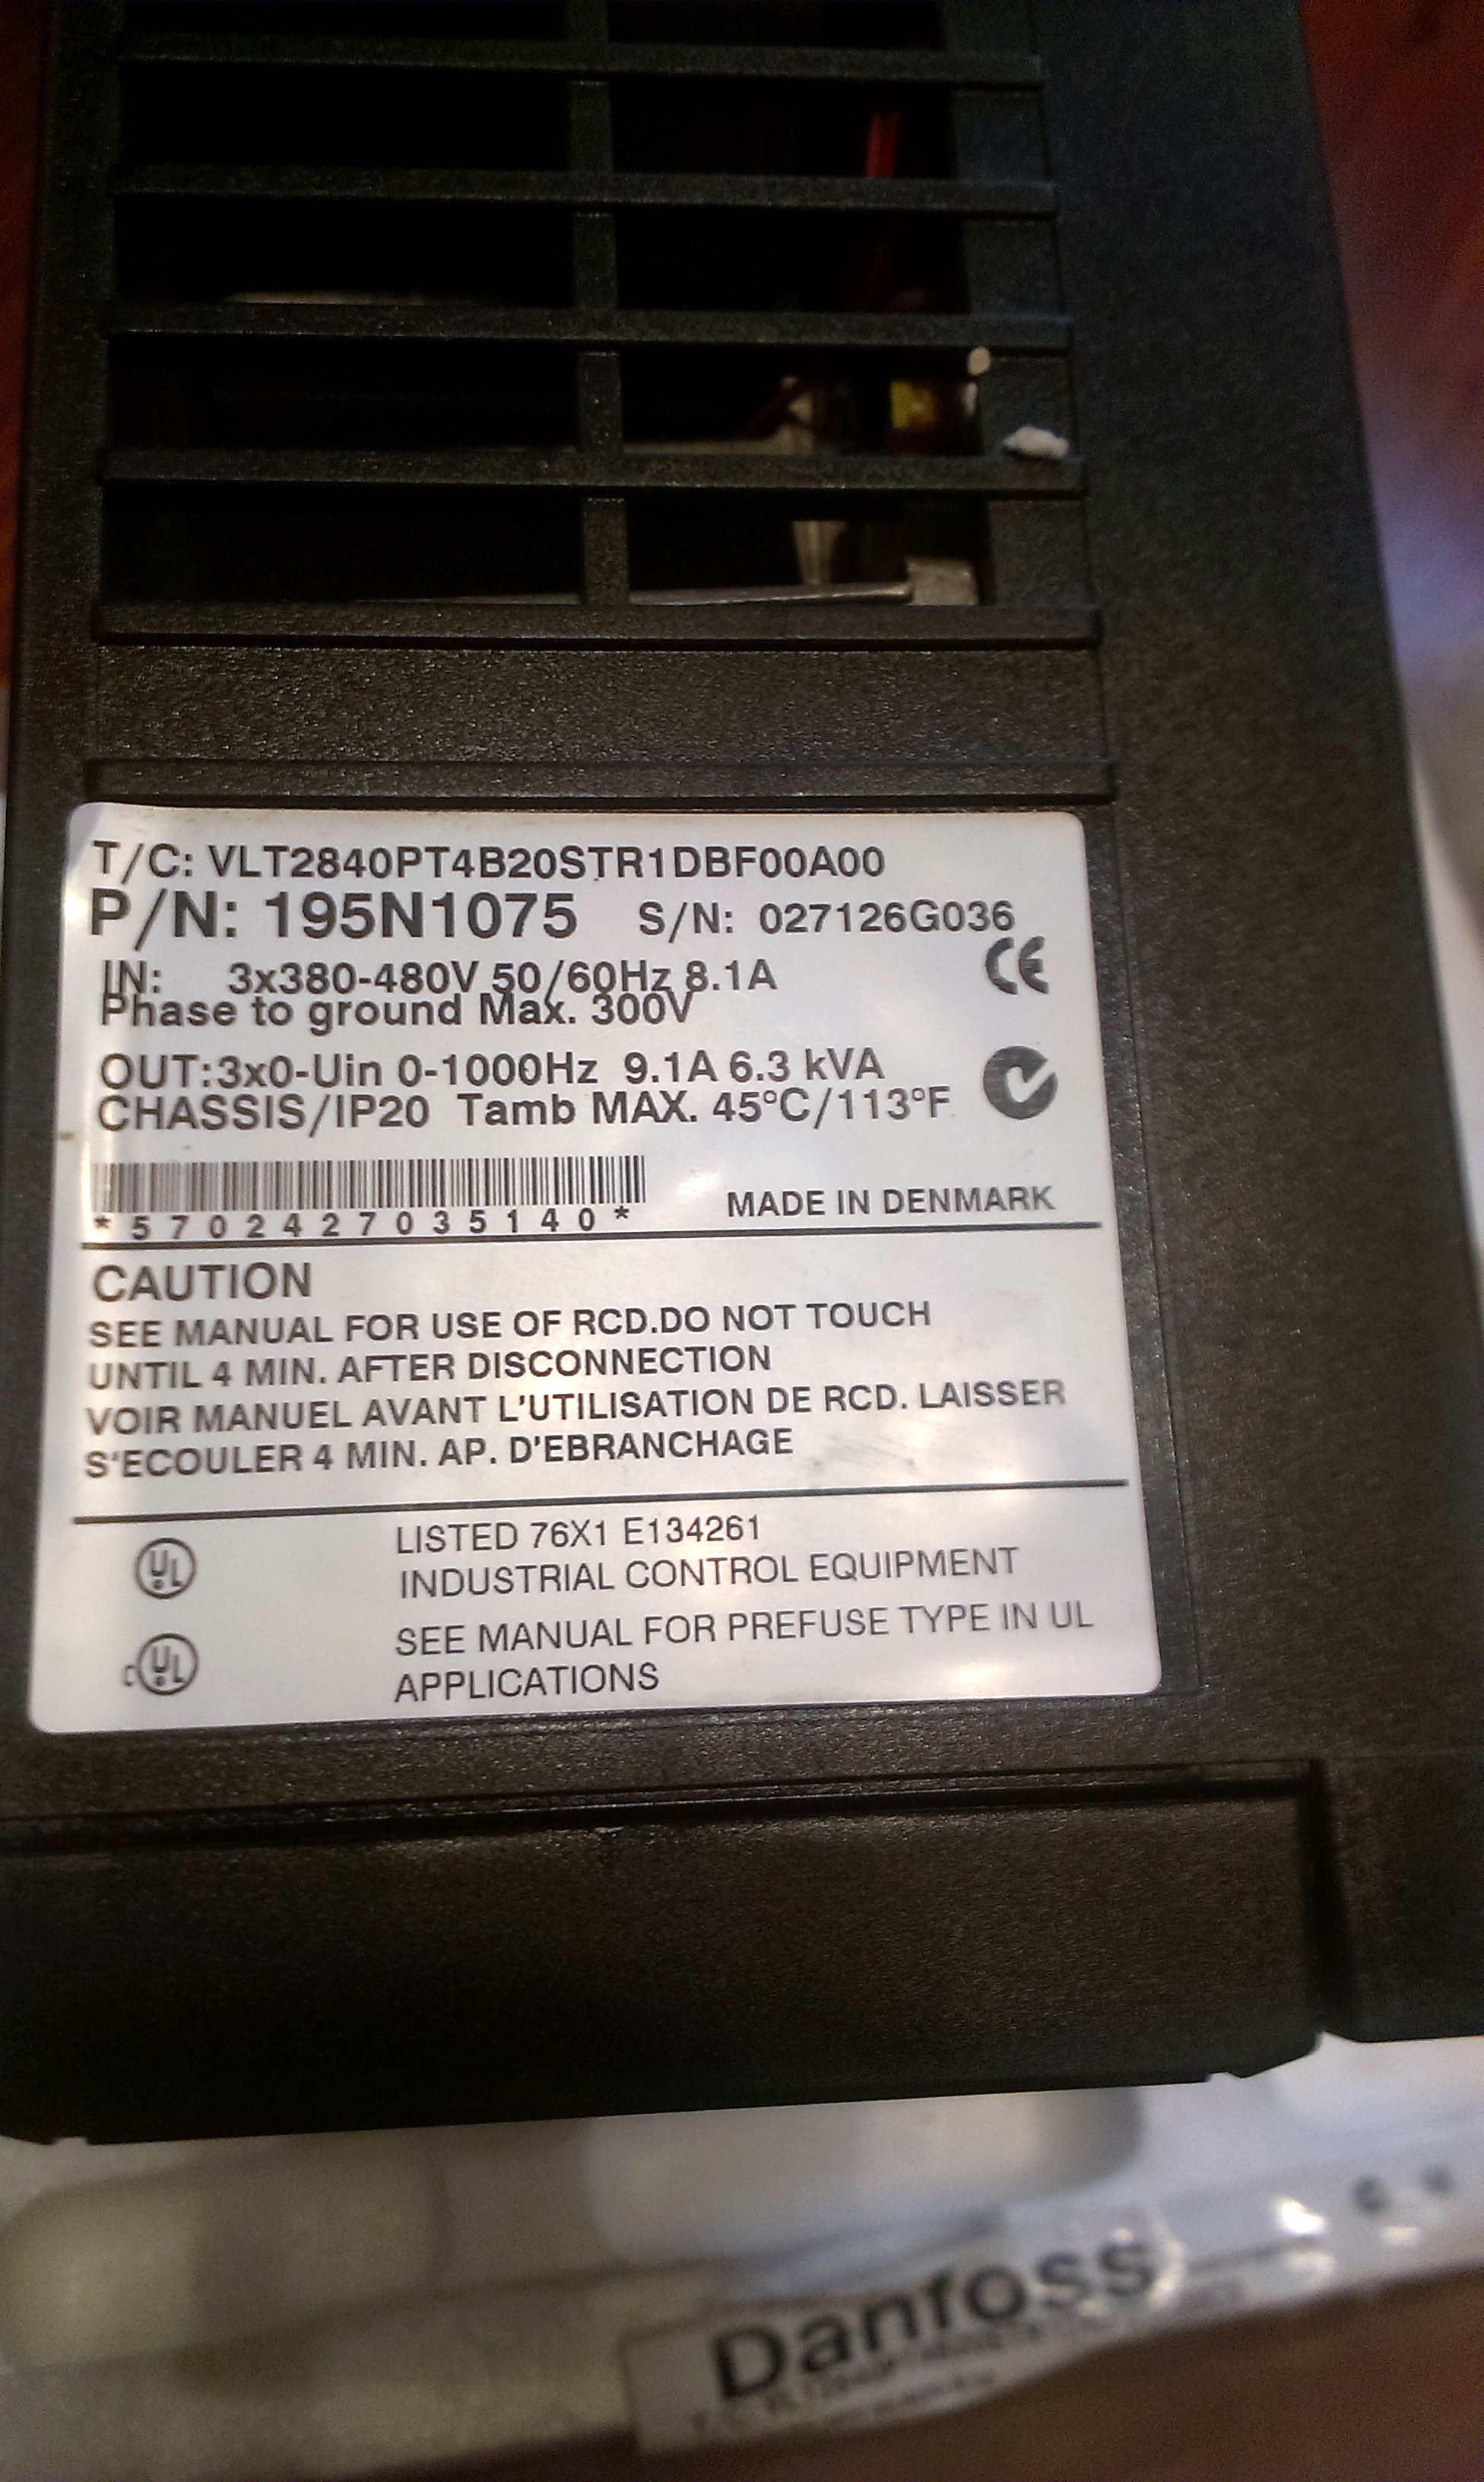 T/C: VLT2840PT4B20STR1DBF00A00
P/N: 195N1075 S/N: 027126G036
IN: 3x380-480V 50/60Hz 8.1A
CE
Phase to ground Max. 300V
OUT:3x0-Uin 0-1000Hz 9.1A 6.3 kVA
CHASSIS/IP20 Tamb MAX. 45°C/113°F
*5702427035140*
MADE IN DENMARK
CAUTION
SEE MANUAL FOR USE OF RCD.DO NOT TOUCH
UNTIL 4 MIN. AFTER DISCONNECTION
VOIR MANUEL AVANT L'UTILISATION DE RCD. LAISSER
S'ECOULER 4 MIN. AP. D'EBRANCHAGE
UL
LISTED 76X1 E134261
INDUSTRIAL CONTROL EQUIPMENT
c UL
SEE MANUAL FOR PREFUSE TYPE IN UL
APPLICATIONS
Danfoss